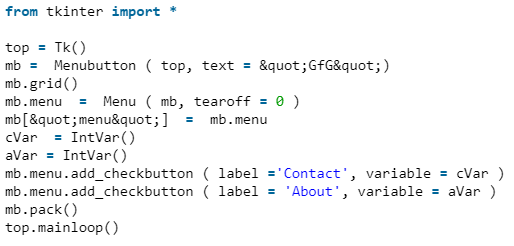 from tkinter import *
top = Tk()
mb =  Menubutton ( top, text = &quot;GfG&quot;)
mb.grid()
mb.menu  =  Menu ( mb, tearoff = 0 )
mb[&quot;menu&quot;]  =  mb.menu
cVar  = IntVar()
aVar = IntVar()
mb.menu.add_checkbutton ( label ='Contact', variable = cVar )
mb.menu.add_checkbutton ( label = 'About', variable = aVar )
mb.pack()
top.mainloop()